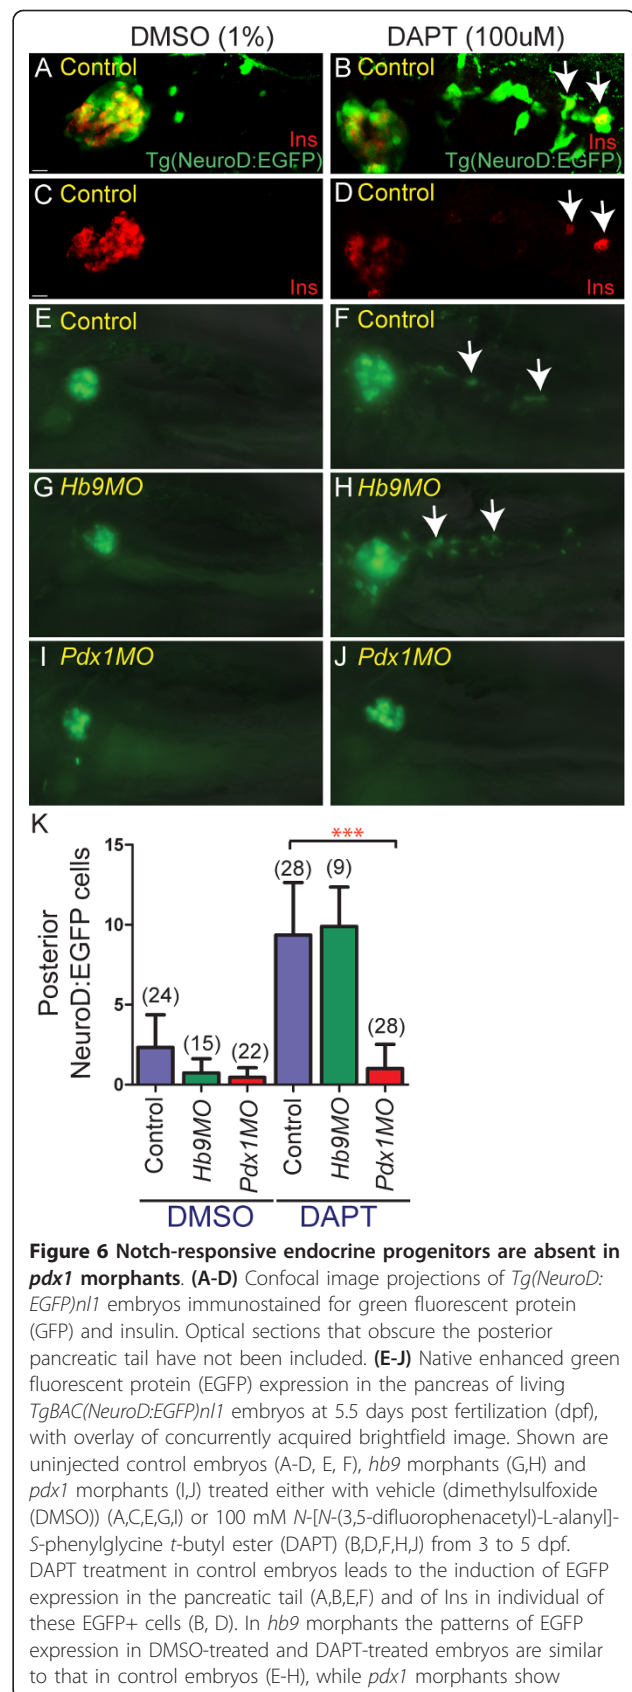 DMSO (1%) DAPT (100uM)
A Control
Ins
Tg(NeuroD:EGFP)
B Control
Ins
Tg(NeuroD:EGFP)
C Control
Ins
D Control
Ins
E Control
F Control
G Hb9MO
H Hb9MO
I Pdx1MO
J Pdx1MO
K
Posterior
NeuroD:EGFP cells
15
10
5
0
***
(24)
(15)
(22)
(28)
(9)
(28)
Control
Hb9MO
Pdx1MO
Control
Hb9MO
Pdx1MO
DMSO DAPT
Figure 6 Notch-responsive endocrine progenitors are absent in
pdx1 morphants. (A-D) Confocal image projections of Tg(NeuroD:
EGFP)nl1 embryos immunostained for green fluorescent protein
(GFP) and insulin. Optical sections that obscure the posterior
pancreatic tail have not been included. (E-J) Native enhanced green
fluorescent protein (EGFP) expression in the pancreas of living
TgBAC(NeuroD:EGFP)nl1 embryos at 5.5 days post fertilization (dpf),
with overlay of concurrently acquired brightfield image. Shown are
uninjected control embryos (A-D, E, F), hb9 morphants (G,H) and
pdx1 morphants (I,J) treated either with vehicle (dimethylsulfoxide
(DMSO)) (A,C,E,G,I) or 100 mM N-[N-(3,5-difluorophenacetyl)-L-alanyl]-
S-phenylglycine t-butyl ester (DAPT) (B,D,F,H,J) from 3 to 5 dpf.
DAPT treatment in control embryos leads to the induction of EGFP
expression in the pancreatic tail (A,B,E,F) and of Ins in individual of
these EGFP+ cells (B, D). In hb9 morphants the patterns of EGFP
expression in DMSO-treated and DAPT-treated embryos are similar
to that in control embryos (E-H), while pdx1 morphants show